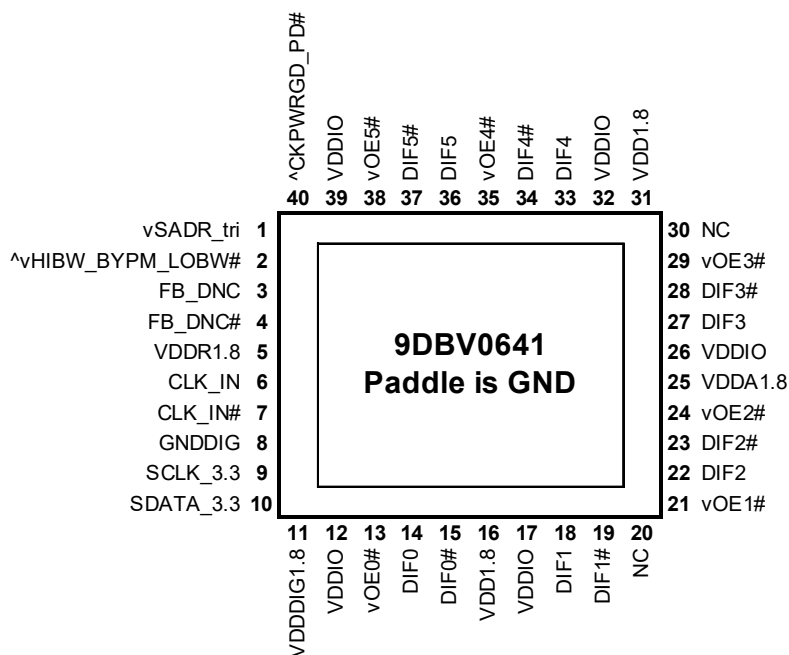 ^CKPWRGD_PD#
VDDIO
vOE5#
DIF5#
DIF5
vOE4#
DIF4#
DIF4
VDDIO
VDD1.8
40 39 38 37 36 35 34 33 32 31
vSADR_tri 1
^vHIBW_BYPM_LOBW# 2
FB_DNC 3
FB_DNC# 4
VDDR1.8 5
CLK_IN 6
CLK_IN# 7
GNDDIG 8
SCLK_3.3 9
SDATA_3.3 10
9DBV0641
Paddle is GND
30 NC
29 vOE3#
28 DIF3#
27 DIF3
26 VDDIO
25 VDDA1.8
24 vOE2#
23 DIF2#
22 DIF2
21 vOE1#
11 12 13 14 15 16 17 18 19 20
VDDDIG1.8
VDDIO
vOE0#
DIF0
DIF0#
VDD1.8
VDDIO
DIF1
DIF1#
NC